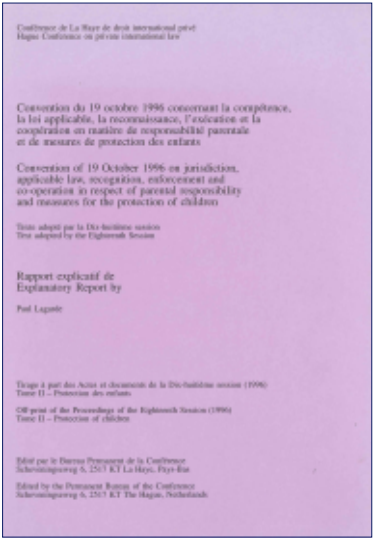 Conférence de La Haye de droit international privé
Hague Conference on private international law
Convention du 19 octobre 1996 concernant la compétence,
la loi applicable, la reconnaissance, l'exécution et la
coopération en matière de responsabilité parentale
et de mesures de protection des enfants
Convention of 19 October 1996 on jurisdiction,
applicable law, recognition, enforcement and
co-operation in respect of parental responsibility
and measures for the protection of children
Texte adopté par la Dix-huitième session
Text adopted by the Eighteenth Session
Rapport explicatif de
Explanatory Report by
Paul Lagarde
Tirage à part des Actes et documents de la Dix-huitième session (1996)
Tome II – Protection des enfants
Off-print of the Proceedings of the Eighteenth Session (1996)
Tome II – Protection of children
Edité par le Bureau Permanent de la Conférence
Scheveningseweg 6, 2517 KT La Haye, Pays-Bas
Edited by the Permanent Bureau of the Conference
Scheveningseweg 6, 2517 KT The Hague, Netherlands